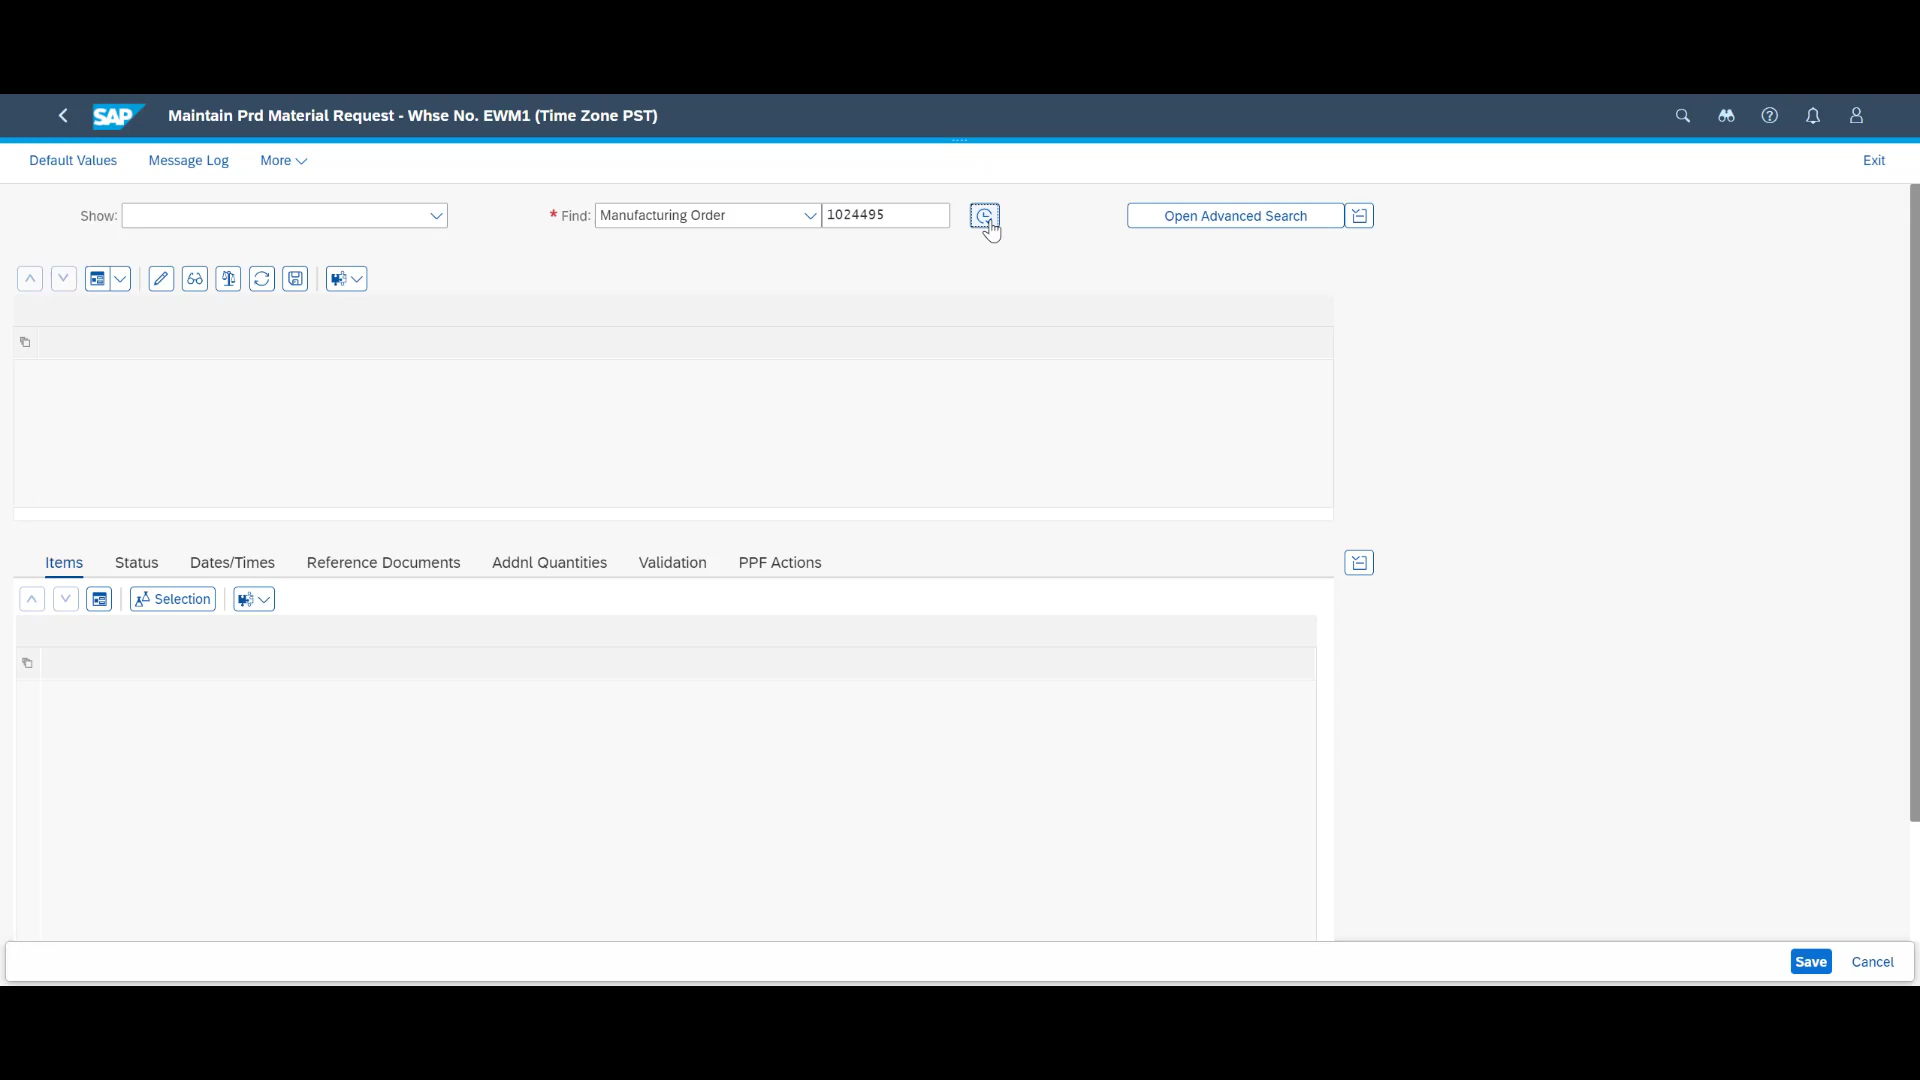 SAP Maintain Prd Material Request - Whse No. EWM1 (Time Zone PST)
Default Values Message Log More Exit
Show: * Find: Manufacturing Order 1024495 Open Advanced Search
Items Status Dates/Times Reference Documents Addnl Quantities Validation PPF Actions
Selection
Save Cancel